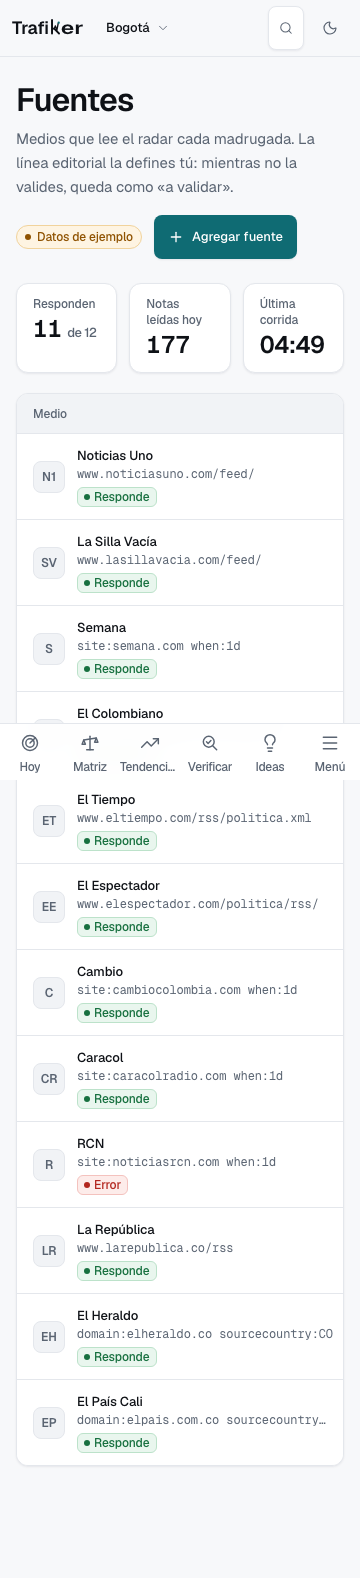 Trafiker
Bogotá
Fuentes
Medios que lee el radar cada madrugada. La
línea editorial la defines tú: mientras no la
valides, queda como «a validar».
Datos de ejemplo
Agregar fuente
Responden
11 de 12
Notas
leídas hoy
177
Última
corrida
04:49
Medio
N1
Noticias Uno
www.noticiasuno.com/feed/
Responde
SV
La Silla Vacía
www.lasillavacia.com/feed/
Responde
S
Semana
site:semana.com when:1d
Responde
El Colombiano
Hoy
Matriz
Tendenci...
Verificar
Ideas
Menú
ET
El Tiempo
www.eltiempo.com/rss/politica.xml
Responde
EE
El Espectador
www.elespectador.com/politica/rss/
Responde
C
Cambio
site:cambiocolombia.com when:1d
Responde
CR
Caracol
site:caracolradio.com when:1d
Responde
R
RCN
site:noticiasrcn.com when:1d
Error
LR
La República
www.larepublica.co/rss
Responde
EH
El Heraldo
domain:elheraldo.co sourcecountry:CO
Responde
EP
El País Cali
domain:elpais.com.co sourcecountry…
Responde